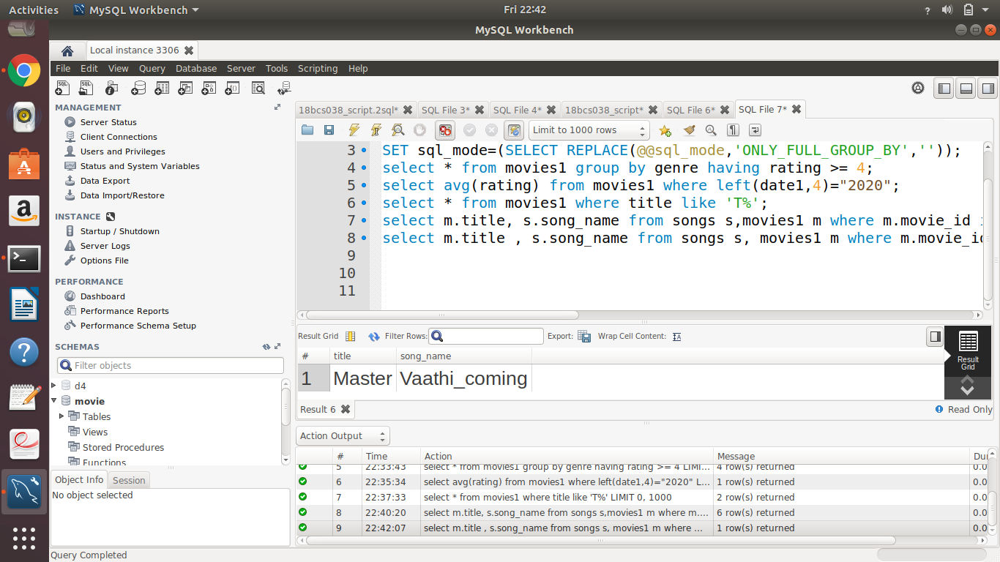 Activities MySQL Workbench Fri 22:42 ?
MySQL Workbench
Local instance 3306
File Edit View Query Database Server Tools Scripting Help
MANAGEMENT
Server Status
Client Connections
Users and Privileges
Status and System Variables
Data Export
Data Import/Restore
INSTANCE
Startup / Shutdown
Server Logs
Options File
PERFORMANCE
Dashboard
Performance Reports
Performance Schema Setup
SCHEMAS
Filter objects
d4
movie
Tables
Views
Stored Procedures
Functions
Object Info Session
No object selected
18bcs038_script.2sql* SQL File 3* SQL File 4* 18bcs038_script* SQL File 6* SQL File 7*
Limit to 1000 rows
3 SET sql_mode=(SELECT REPLACE(@@sql_mode,'ONLY_FULL_GROUP_BY',''));
4 select * from movies1 group by genre having rating >= 4;
5 select avg(rating) from movies1 where left(date1,4)="2020";
6 select * from movies1 where title like 'T%';
7 select m.title, s.song_name from songs s,movies1 m where m.movie_id
8 select m.title , s.song_name from songs s, movies1 m where m.movie_id
9
10
11
Result Grid Filter Rows: Export: Wrap Cell Content:
# title song_name
1 Master Vaathi_coming
Result Grid
Result 6 Read Only
Action Output
# Time Action Message Du
5 22:33:43 select * from movies1 group by genre having rating >= 4 LIMI... 4 row(s) returned 0.0
6 22:35:34 select avg(rating) from movies1 where left(date1,4)="2020" L... 1 row(s) returned 0.0
7 22:37:33 select * from movies1 where title like 'T%' LIMIT 0, 1000 2 row(s) returned 0.0
8 22:40:20 select m.title, s.song_name from songs s,movies1 m where m.... 6 row(s) returned 0.0
9 22:42:07 select m.title , s.song_name from songs s, movies1 m where ... 1 row(s) returned 0.0
Query Completed